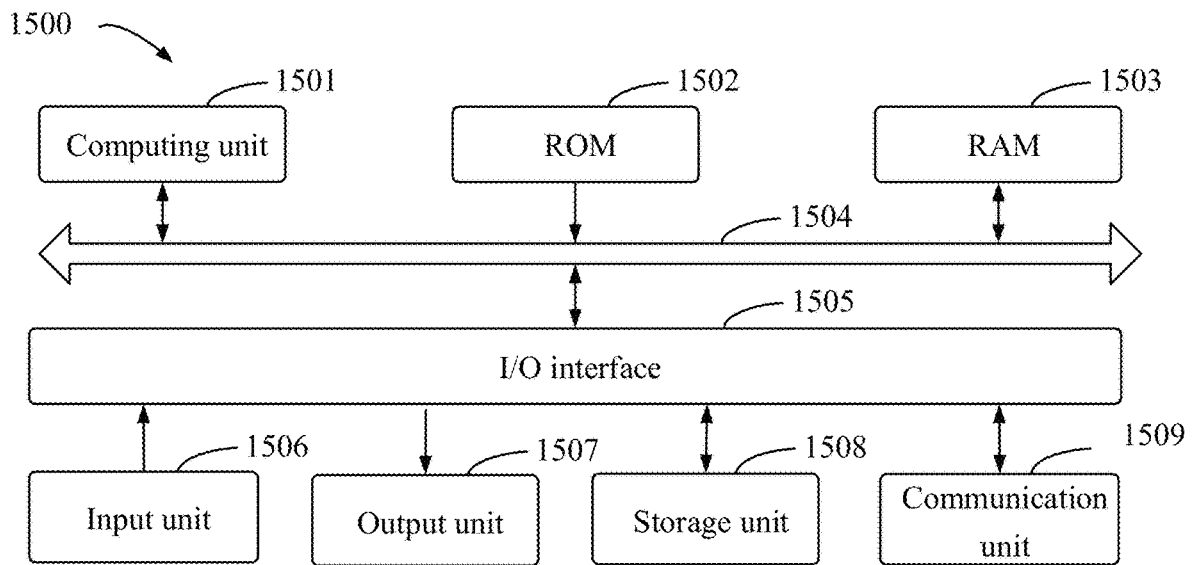 1500
1501
1502
1503
Computing unit
ROM
RAM
1504
1505
I/O interface
1506
1507
1508
1509
Input unit
Output unit
Storage unit
Communication
unit